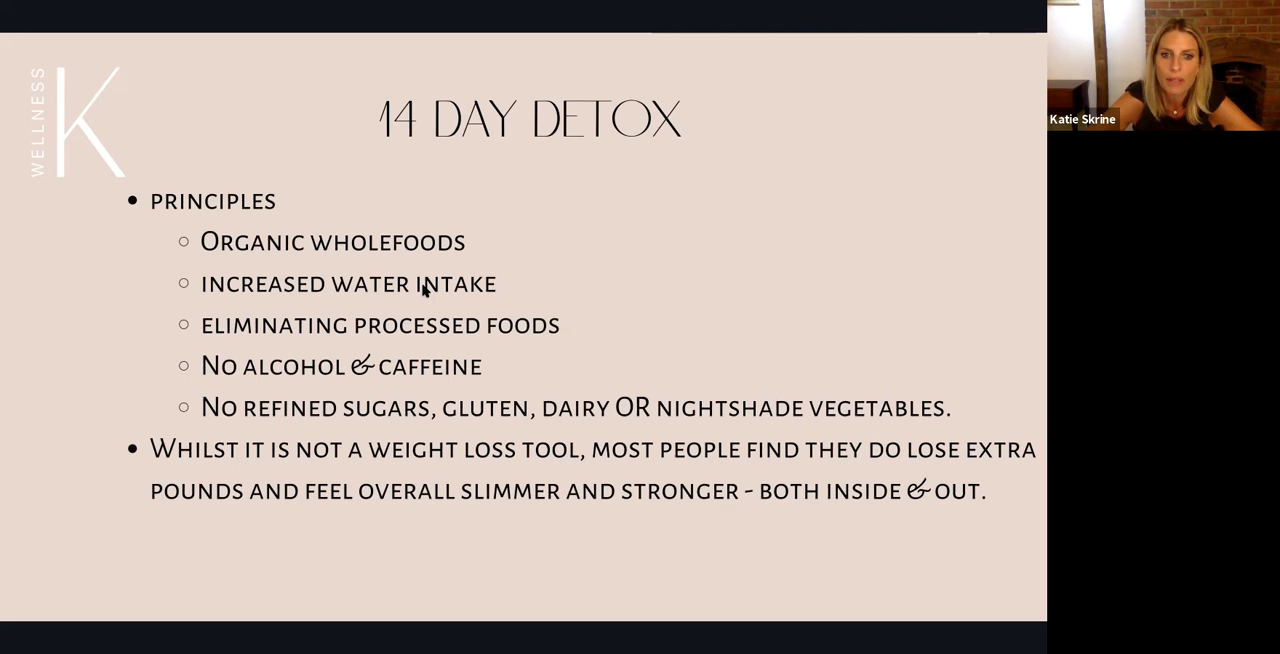 WELLNESS
K
14 DAY DETOX
PRINCIPLES
ORGANIC WHOLEFOODS
INCREASED WATER INTAKE
ELIMINATING PROCESSED FOODS
NO ALCOHOL & CAFFEINE
NO REFINED SUGARS, GLUTEN, DAIRY OR NIGHTSHADE VEGETABLES.
WHILST IT IS NOT A WEIGHT LOSS TOOL, MOST PEOPLE FIND THEY DO LOSE EXTRA
POUNDS AND FEEL OVERALL SLIMMER AND STRONGER - BOTH INSIDE & OUT.
Katie Skrine